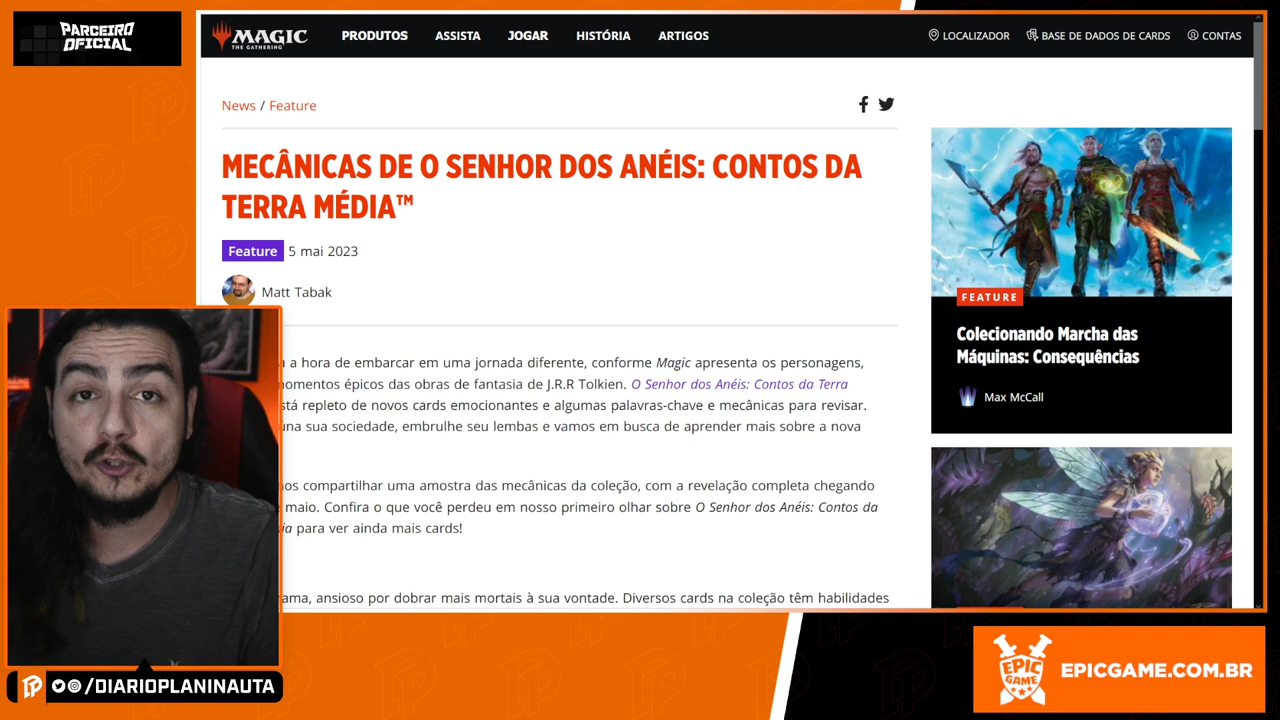 PARCEIRO
OFICIAL
MAGIC
THE GATHERING
PRODUTOS
ASSISTA
JOGAR
HISTÓRIA
ARTIGOS
LOCALIZADOR
BASE DE DADOS DE CARDS
CONTAS
News / Feature
MECÂNICAS DE O SENHOR DOS ANÉIS: CONTOS DA
TERRA MÉDIA™
Feature 5 mai 2023
Matt Tabak
a hora de embarcar em uma jornada diferente, conforme Magic apresenta os personagens,
momentos épicos das obras de fantasia de J.R.R Tolkien. O Senhor dos Anéis: Contos da Terra
está repleto de novos cards emocionantes e algumas palavras-chave e mecânicas para revisar.
sua sociedade, embrulhe seu lembas e vamos em busca de aprender mais sobre a nova
compartilhar uma amostra das mecânicas da coleção, com a revelação completa chegando
maio. Confira o que você perdeu em nosso primeiro olhar sobre O Senhor dos Anéis: Contos da
para ver ainda mais cards!
ansioso por dobrar mais mortais à sua vontade. Diversos cards na coleção têm habilidades
FEATURE
Colecionando Marcha das
Máquinas: Consequências
Max McCall
/DIARIOPLANINAUTA
EPIC
GAME
EPICGAME.COM.BR